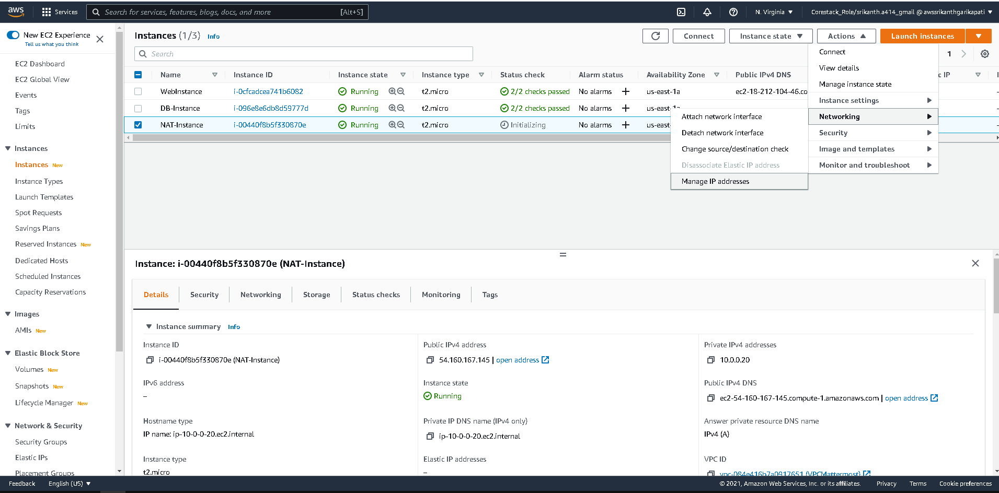 aws
Services
Search for services, features, blogs, docs, and more
[Alt+S]
N. Virginia
Corestack_Role/srikanth.a414_gmail @ awssrikanthgarikapati
New EC2 Experience
Tell us what you think
EC2 Dashboard
EC2 Global View
Events
Tags
Limits
Instances
Instances New
Instance Types
Launch Templates
Spot Requests
Savings Plans
Reserved Instances New
Dedicated Hosts
Scheduled Instances
Capacity Reservations
Images
AMIs New
Elastic Block Store
Volumes New
Snapshots New
Lifecycle Manager New
Network & Security
Security Groups
Elastic IPs
Placement Groups
Instances (1/3) Info
Connect
Instance state
Actions
Launch instances
Search
1
Name Instance ID Instance state Instance type Status check Alarm status Availability Zone Public IPv4 DNS c IP
WebInstance i-0cfcadcea741b6082 Running t2.micro 2/2 checks passed No alarms us-east-1a ec2-18-212-104-46.co
DB-Instance i-096e8e6db8d59777d Running t2.micro 2/2 checks passed No alarms us-east-1a
NAT-Instance i-00440f8b5f330870e Running t2.micro Initializing No alarms us-east-
Connect
View details
Manage instance state
Instance settings
Networking
Security
Image and templates
Monitor and troubleshoot
Attach network interface
Detach network interface
Change source/destination check
Disassociate Elastic IP address
Manage IP addresses
Instance: i-00440f8b5f330870e (NAT-Instance)
Details Security Networking Storage Status checks Monitoring Tags
Instance summary Info
Instance ID
i-00440f8b5f330870e (NAT-Instance)
Public IPv4 address
54.160.167.145 | open address
Private IPv4 addresses
10.0.0.20
IPv6 address
–
Instance state
Running
Public IPv4 DNS
ec2-54-160-167-145.compute-1.amazonaws.com | open address
Hostname type
IP name: ip-10-0-0-20.ec2.internal
Private IP DNS name (IPv4 only)
ip-10-0-0-20.ec2.internal
Answer private resource DNS name
IPv4 (A)
Instance type
t2.micro
Elastic IP addresses
–
VPC ID
vpc-084e416b7a0917651 (VPCMattermost)
Feedback
English (US)
© 2021, Amazon Web Services, Inc. or its affiliates.
Privacy
Terms
Cookie preferences